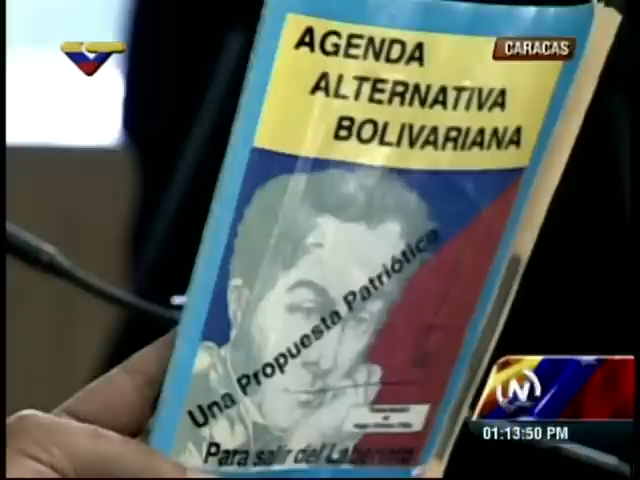 AGENDA
ALTERNATIVA
BOLIVARIANA
CARACAS
Una Propuesta Patriótica
Para salir del Laberinto
N
01:13:50 PM